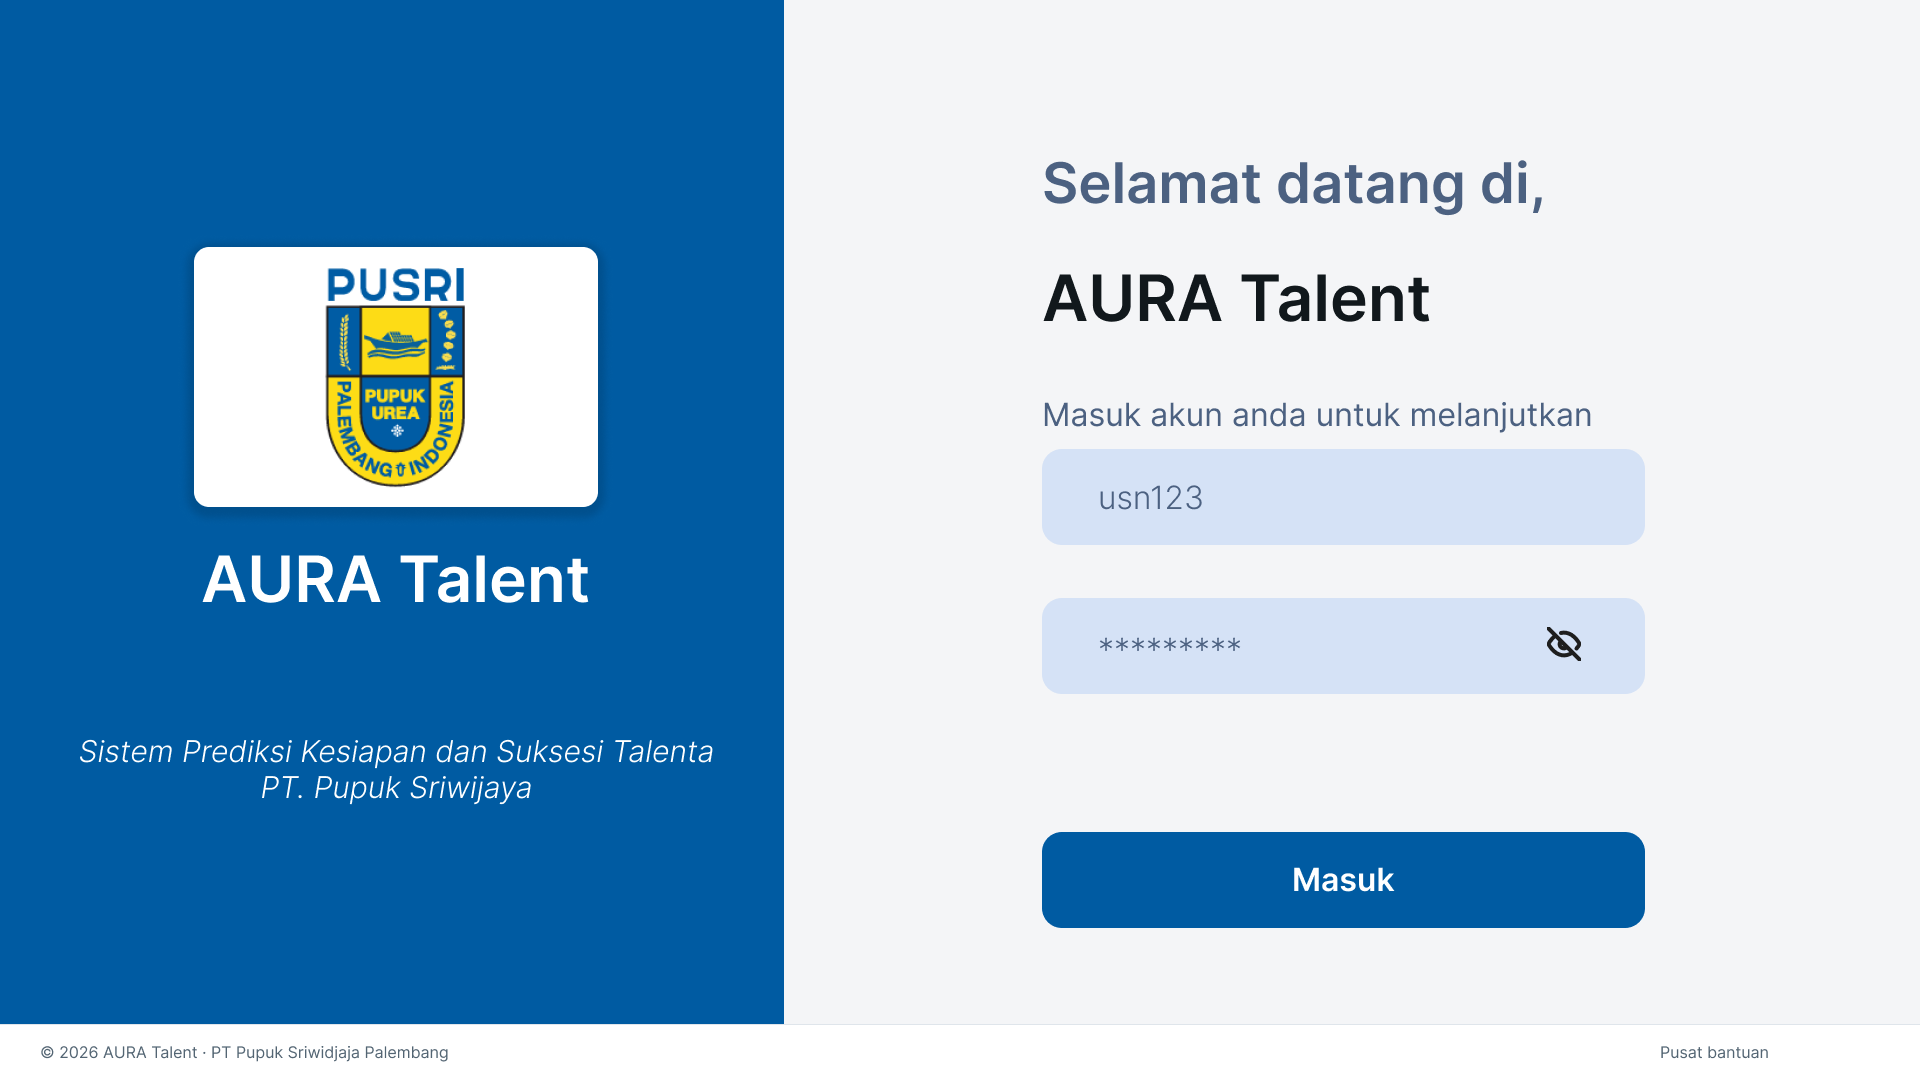 PUSRI
PUPUK
UREA
PALEMBANG INDONESIA
AURA Talent
Sistem Prediksi Kesiapan dan Suksesi Talenta
PT. Pupuk Sriwijaya
Selamat datang di,
AURA Talent
Masuk akun anda untuk melanjutkan
usn123
*********
Masuk
© 2026 AURA Talent · PT Pupuk Sriwidjaja Palembang
Pusat bantuan